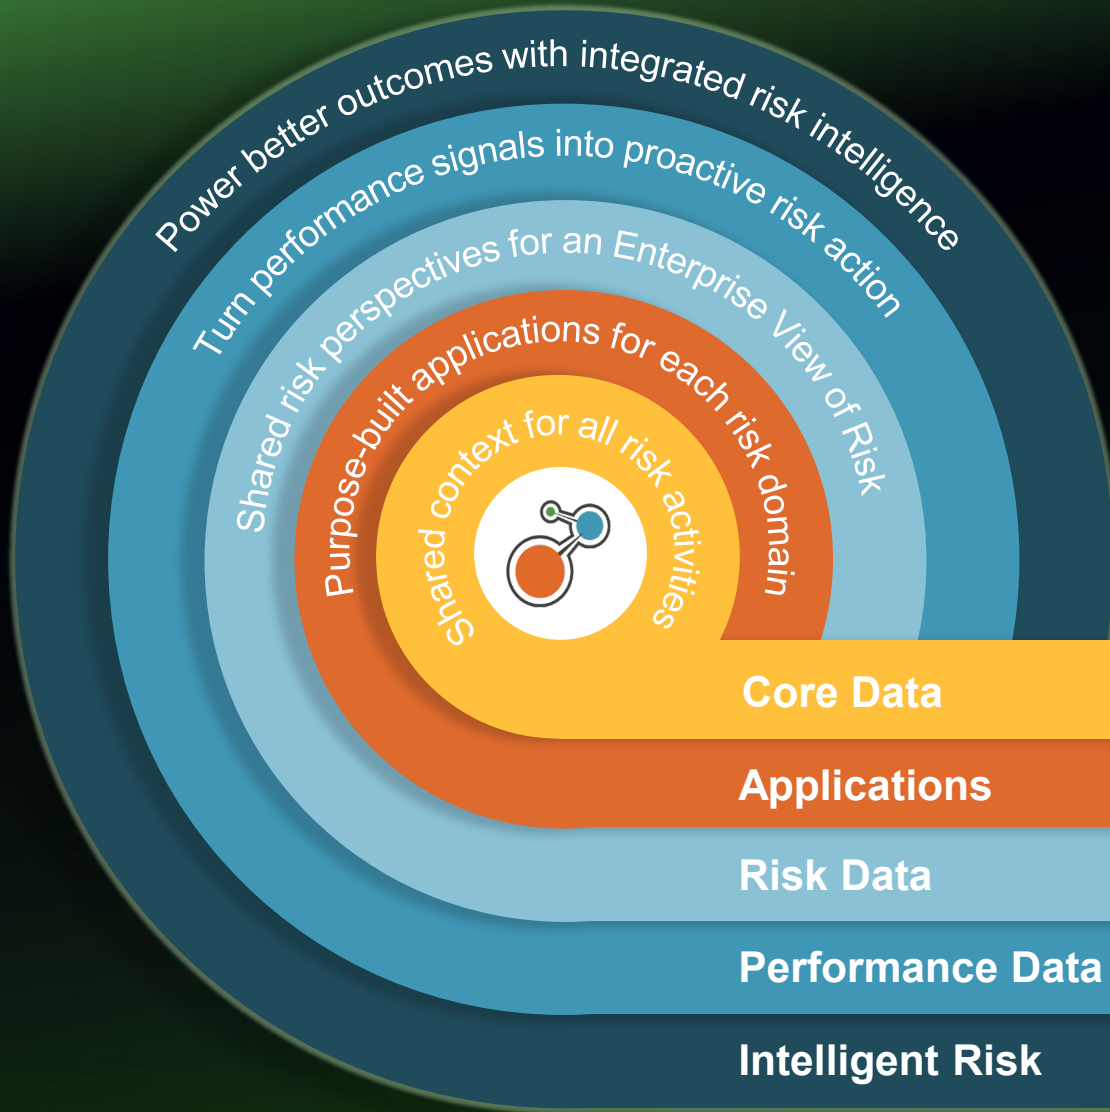 Power better outcomes with integrated risk intelligence
Turn performance signals into proactive risk action
Shared risk perspectives for an Enterprise View of Risk
Purpose-built applications for each risk domain
Shared context for all risk activities
Core Data
Applications
Risk Data
Performance Data
Intelligent Risk